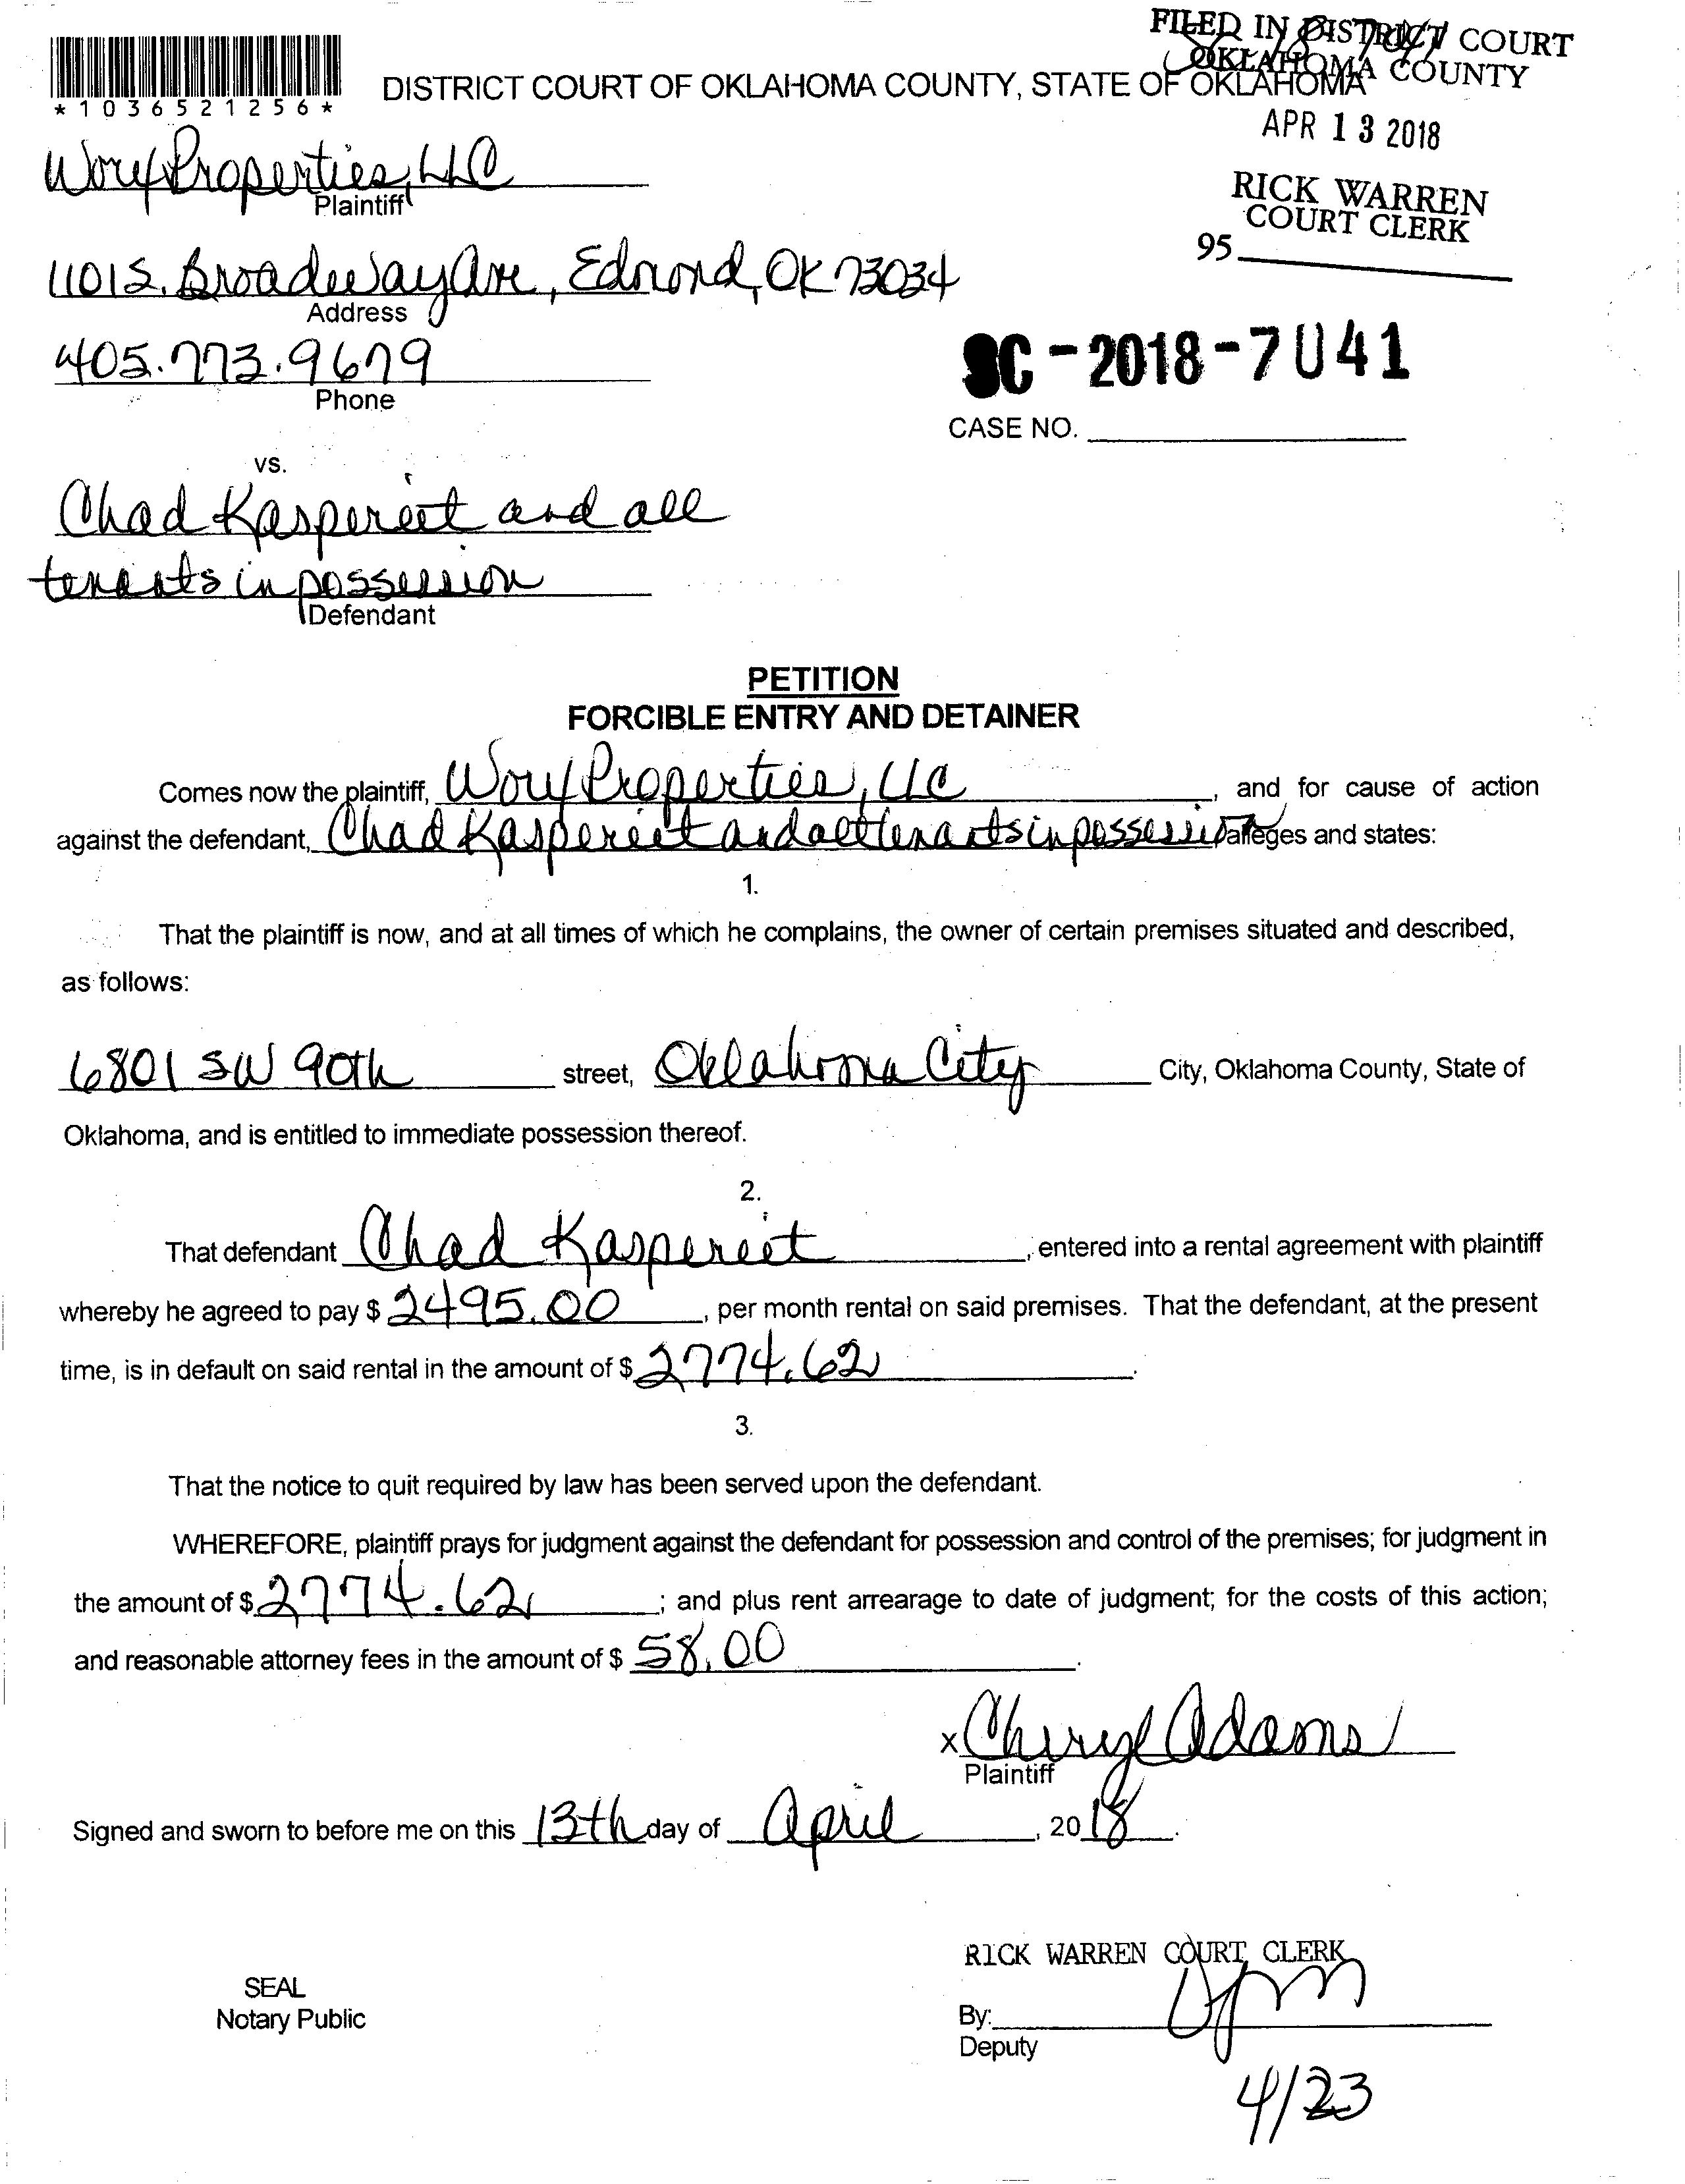 FILED IN DISTRICT COURT
OKLAHOMA COUNTY
*1036521256*
DISTRICT COURT OF OKLAHOMA COUNTY, STATE OF OKLAHOMA
APR 13 2018
RICK WARREN
COURT CLERK
95
Worx Properties, LLC
Plaintiff
1101 S. Broadway Ave, Edmond, OK 73034
Address
405.773.9679
Phone
SC-2018-7041
CASE NO.
vs.
Chad Kaspereit and all
tenants in possession
Defendant
PETITION
FORCIBLE ENTRY AND DETAINER
Comes now the plaintiff, Worx Properties, LLC, and for cause of action
against the defendant, Chad Kaspereit and all tenants in possession alleges and states:
1.
That the plaintiff is now, and at all times of which he complains, the owner of certain premises situated and described,
as follows:
6801 SW 90th street, Oklahoma City City, Oklahoma County, State of
Oklahoma, and is entitled to immediate possession thereof.
2.
That defendant Chad Kaspereit, entered into a rental agreement with plaintiff
whereby he agreed to pay $ 2495.00, per month rental on said premises. That the defendant, at the present
time, is in default on said rental in the amount of $ 2774.62.
3.
That the notice to quit required by law has been served upon the defendant.
WHEREFORE, plaintiff prays for judgment against the defendant for possession and control of the premises; for judgment in
the amount of $ 2774.62; and plus rent arrearage to date of judgment; for the costs of this action;
and reasonable attorney fees in the amount of $ 58.00.
x Cheryl Adams
Plaintiff
Signed and sworn to before me on this 13th day of April, 2018.
RICK WARREN COURT CLERK
SEAL
Notary Public
By:
Deputy
4/23